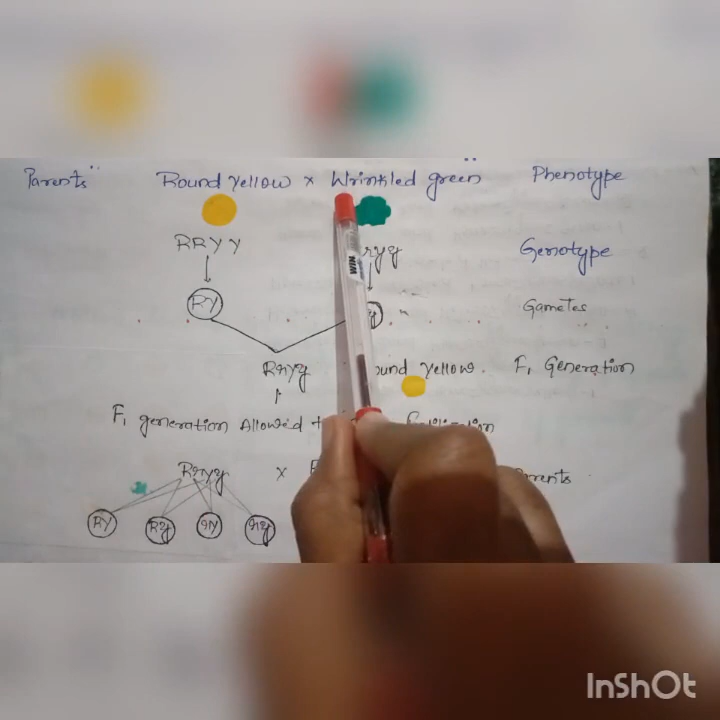 Parents Round Yellow × Wrinkled green Phenotype
RRYY Genotype
RY Gametes
RrYy Yellow. F1 Generation
F1 generation Allowed
RrYy ×
RY Ry rY ry
WIN
InShOt